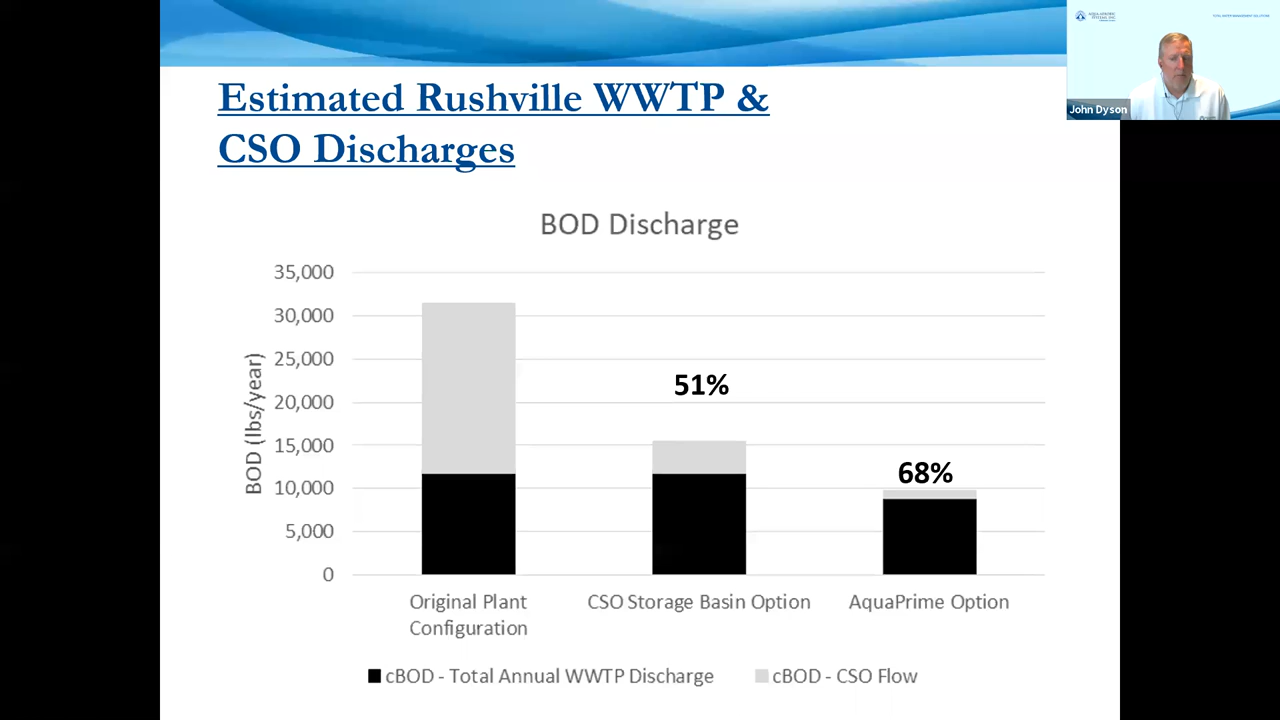 Estimated Rushville WWTP &
CSO Discharges
John Dyson
BOD Discharge
35,000
30,000
25,000
20,000
15,000
10,000
5,000
0
BOD (lbs/year)
51%
68%
Original Plant
Configuration
CSO Storage Basin Option
AquaPrime Option
cBOD - Total Annual WWTP Discharge
cBOD - CSO Flow